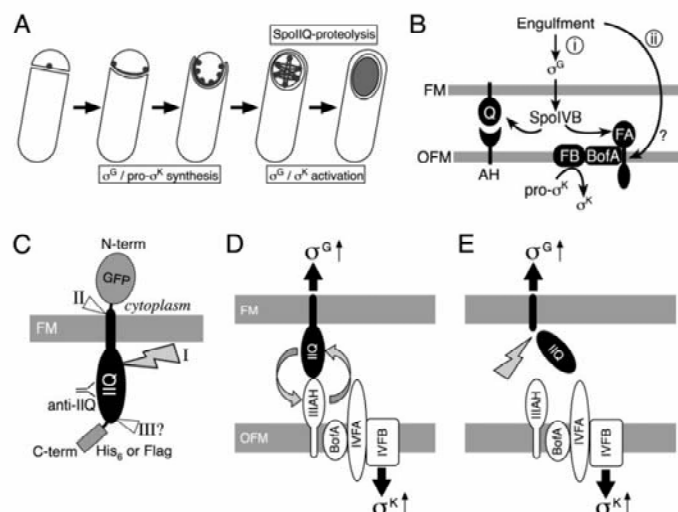 A
SpoIIQ-proteolysis
σG / pro-σK synthesis
σG / σK activation
B
Engulfment
i
ii
σG
FM
Q
SpoIVB
FA
?
OFM
FB
BofA
AH
pro-σK
σK
C
N-term
GFP
II
cytoplasm
FM
I
IIQ
anti-IIQ
III?
C-term
His6 or Flag
D
σG
FM
IIQ
IIIAH
BofA
IVFA
IVFB
OFM
σK
E
σG
FM
IIQ
IIIAH
BofA
IVFA
IVFB
OFM
σK